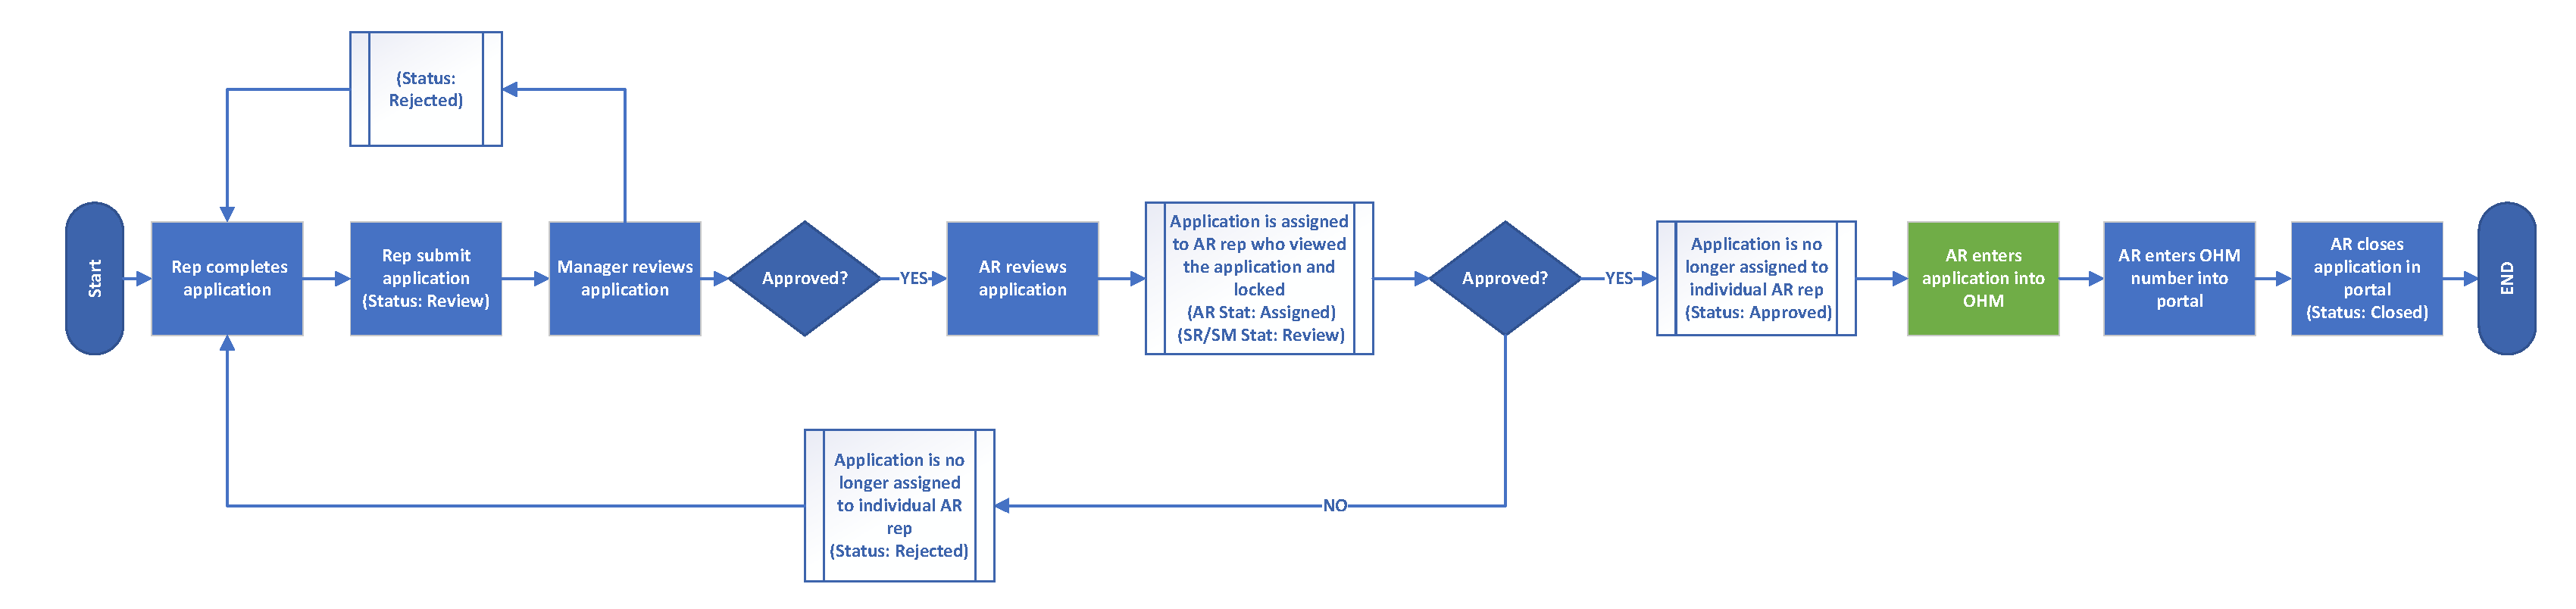 (Status:
Rejected)
Start
Rep completes
application
Rep submit
application
(Status: Review)
Manager reviews
application
Approved?
YES
AR reviews
application
Application is assigned
to AR rep who viewed
the application and
locked
(AR Stat: Assigned)
(SR/SM Stat: Review)
Approved?
YES
Application is no
longer assigned to
individual AR rep
(Status: Approved)
AR enters
application into
OHM
AR enters OHM
number into
portal
AR closes
application in
portal
(Status: Closed)
END
Application is no
longer assigned
to individual AR
rep
(Status: Rejected)
NO